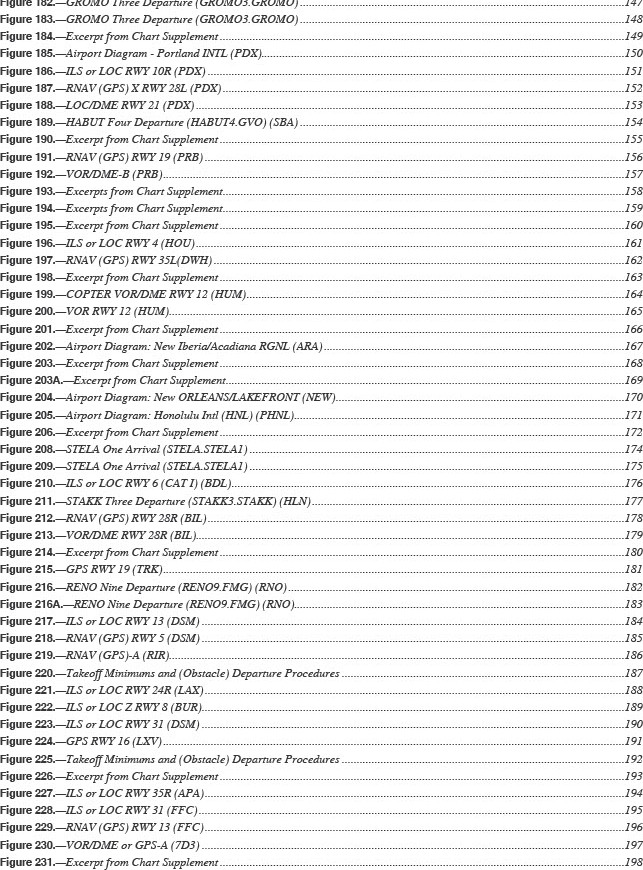 Figure 182.—GROMO Three Departure (GROMO3.GROMO) 147
Figure 183.—GROMO Three Departure (GROMO3.GROMO) 148
Figure 184.—Excerpt from Chart Supplement 149
Figure 185.—Airport Diagram - Portland INTL (PDX) 150
Figure 186.—ILS or LOC RWY 10R (PDX) 151
Figure 187.—RNAV (GPS) X RWY 28L (PDX) 152
Figure 188.—LOC/DME RWY 21 (PDX) 153
Figure 189.—HABUT Four Departure (HABUT4.GVO) (SBA) 154
Figure 190.—Excerpt from Chart Supplement 155
Figure 191.—RNAV (GPS) RWY 19 (PRB) 156
Figure 192.—VOR/DME-B (PRB) 157
Figure 193.—Excerpts from Chart Supplement 158
Figure 194.—Excerpts from Chart Supplement 159
Figure 195.—Excerpt from Chart Supplement 160
Figure 196.—ILS or LOC RWY 4 (HOU) 161
Figure 197.—RNAV (GPS) RWY 35L(DWH) 162
Figure 198.—Excerpt from Chart Supplement 163
Figure 199.—COPTER VOR/DME RWY 12 (HUM) 164
Figure 200.—VOR RWY 12 (HUM) 165
Figure 201.—Excerpt from Chart Supplement 166
Figure 202.—Airport Diagram: New Iberia/Acadiana RGNL (ARA) 167
Figure 203.—Excerpt from Chart Supplement 168
Figure 203A.—Excerpt from Chart Supplement 169
Figure 204.—Airport Diagram: New ORLEANS/LAKEFRONT (NEW) 170
Figure 205.—Airport Diagram: Honolulu Intl (HNL) (PHNL) 171
Figure 206.—Excerpt from Chart Supplement 172
Figure 208.—STELA One Arrival (STELA.STELA1) 174
Figure 209.—STELA One Arrival (STELA.STELA1) 175
Figure 210.—ILS or LOC RWY 6 (CAT I) (BDL) 176
Figure 211.—STAKK Three Departure (STAKK3.STAKK) (HLN) 177
Figure 212.—RNAV (GPS) RWY 28R (BIL) 178
Figure 213.—VOR/DME RWY 28R (BIL) 179
Figure 214.—Excerpt from Chart Supplement 180
Figure 215.—GPS RWY 19 (TRK) 181
Figure 216.—RENO Nine Departure (RENO9.FMG) (RNO) 182
Figure 216A.—RENO Nine Departure (RENO9.FMG) (RNO) 183
Figure 217.—ILS or LOC RWY 13 (DSM) 184
Figure 218.—RNAV (GPS) RWY 5 (DSM) 185
Figure 219.—RNAV (GPS)-A (RIR) 186
Figure 220.—Takeoff Minimums and (Obstacle) Departure Procedures 187
Figure 221.—ILS or LOC RWY 24R (LAX) 188
Figure 222.—ILS or LOC Z RWY 8 (BUR) 189
Figure 223.—ILS or LOC RWY 31 (DSM) 190
Figure 224.—GPS RWY 16 (LXV) 191
Figure 225.—Takeoff Minimums and (Obstacle) Departure Procedures 192
Figure 226.—Excerpt from Chart Supplement 193
Figure 227.—ILS or LOC RWY 35R (APA) 194
Figure 228.—ILS or LOC RWY 31 (FFC) 195
Figure 229.—RNAV (GPS) RWY 13 (FFC) 196
Figure 230.—VOR/DME or GPS-A (7D3) 197
Figure 231.—Excerpt from Chart Supplement 198